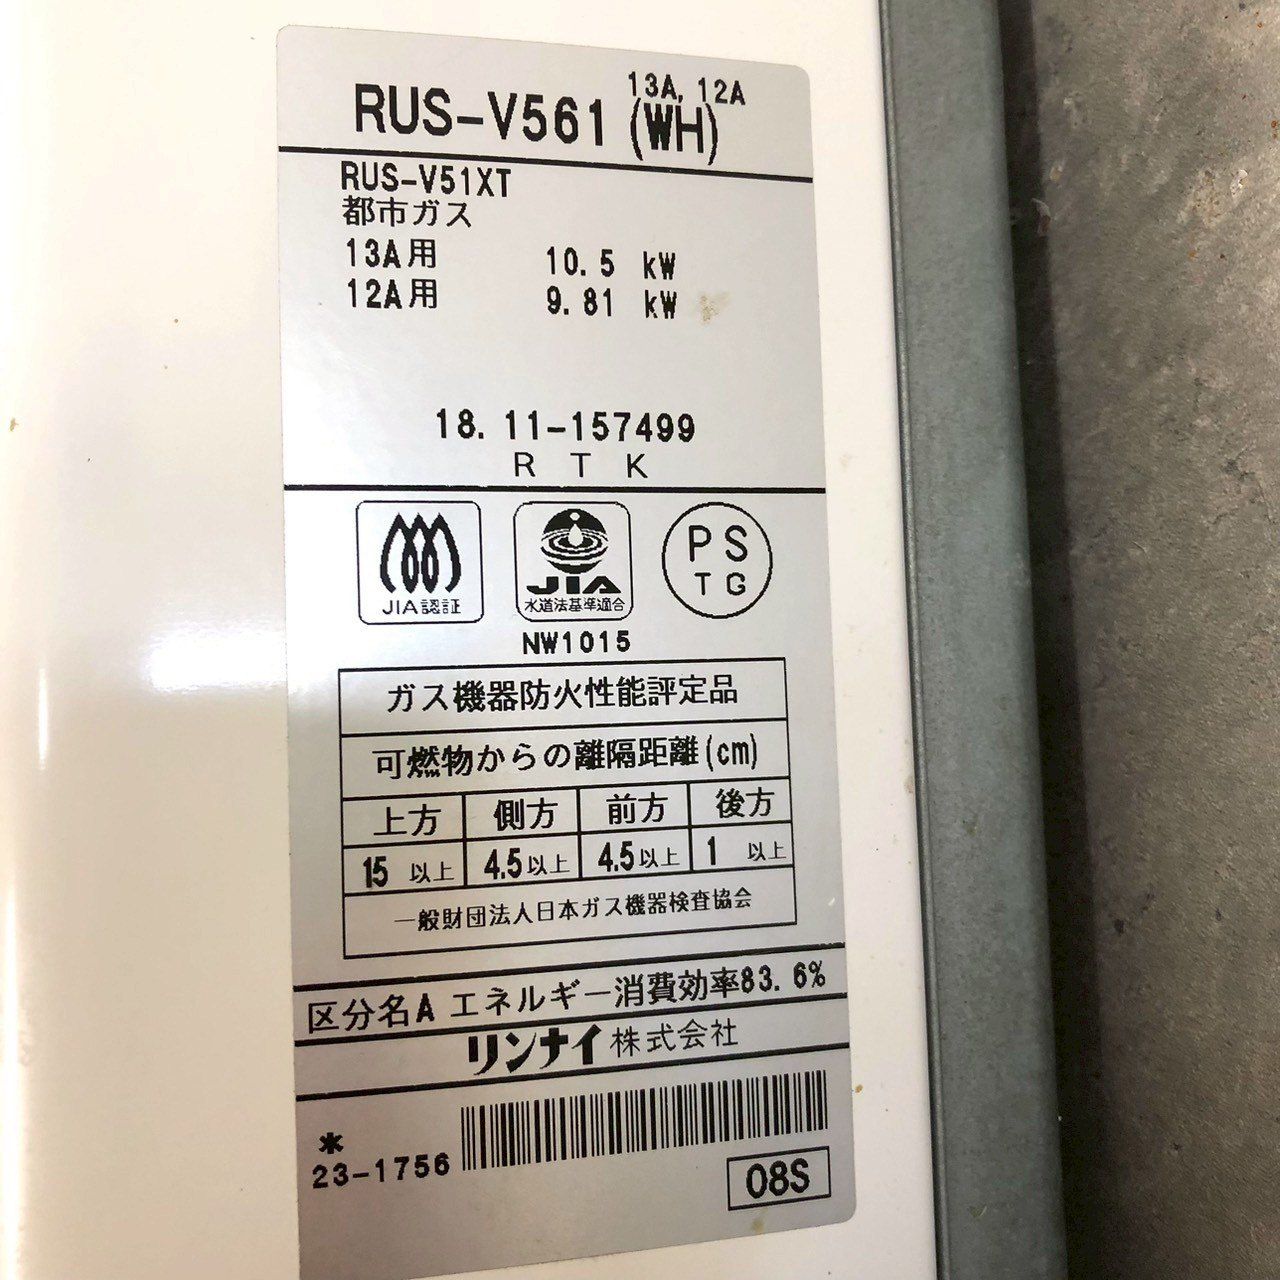 13A, 12A
RUS-V561 (WH)
RUS-V51XT
都市ガス
13A用 10.5 kW
12A用 9.81 kW
18.11-157499
RTK
JIA認証
JIA
水道法基準適合
PS
TG
NW1015
ガス機器防火性能評定品
可燃物からの離隔距離(cm)
上方 側方 前方 後方
15 以上 4.5以上 4.5以上 1 以上
一般財団法人日本ガス機器検査協会
区分名A エネルギー消費効率83.6%
リンナイ株式会社
*
23-1756
08S